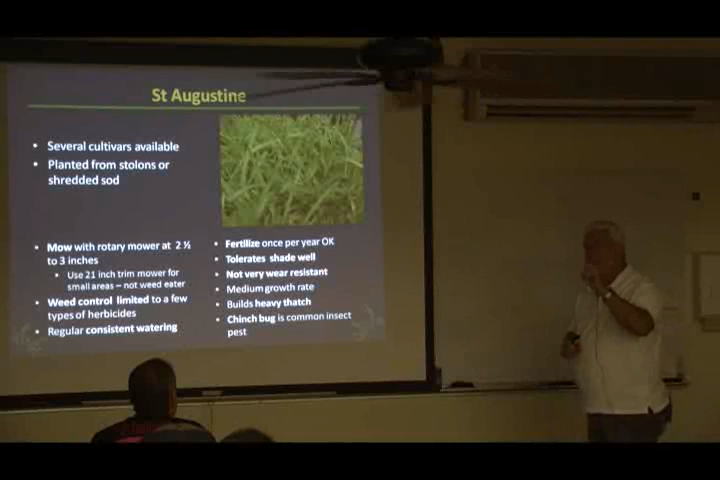 St Augustine
• Several cultivars available
• Planted from stolons or
shredded sod
• Mow with rotary mower at 2 ½
to 3 inches
• Use 21 inch trim mower for
small areas – not weed eater
• Weed control limited to a few
types of herbicides
• Regular consistent watering
• Fertilize once per year OK
• Tolerates shade well
• Not very wear resistant
• Medium growth rate
• Builds heavy thatch
• Chinch bug is common insect
pest